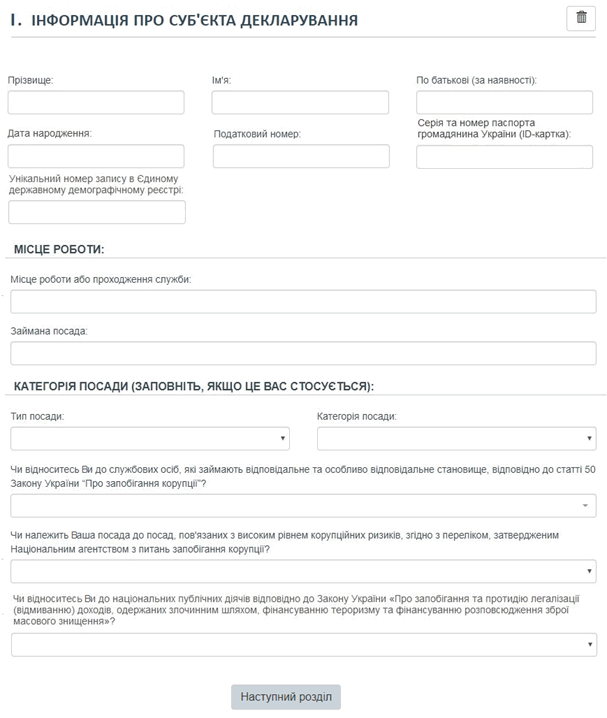 І. ІНФОРМАЦІЯ ПРО СУБ'ЄКТА ДЕКЛАРУВАННЯ
Прізвище:
Ім'я:
По батькові (за наявності):
Дата народження:
Податковий номер:
Серія та номер паспорта
громадянина України (ID-картка):
Унікальний номер запису в Єдиному
державному демографічному реєстрі:
МІСЦЕ РОБОТИ:
Місце роботи або проходження служби:
Займана посада:
КАТЕГОРІЯ ПОСАДИ (ЗАПОВНІТЬ, ЯКЩО ЦЕ ВАС СТОСУЄТЬСЯ):
Тип посади:
Категорія посади:
Чи відноситесь Ви до службових осіб, які займають відповідальне та особливо відповідальне становище, відповідно до статті 50
Закону України “Про запобігання корупції”?
Чи належить Ваша посада до посад, пов'язаних з високим рівнем корупційних ризиків, згідно з переліком, затвердженим
Національним агентством з питань запобігання корупції?
Чи відноситесь Ви до національних публічних діячів відповідно до Закону України «Про запобігання та протидію легалізації
(відмиванню) доходів, одержаних злочинним шляхом, фінансуванню тероризму та фінансуванню розповсюдження зброї
масового знищення»?
Наступний розділ